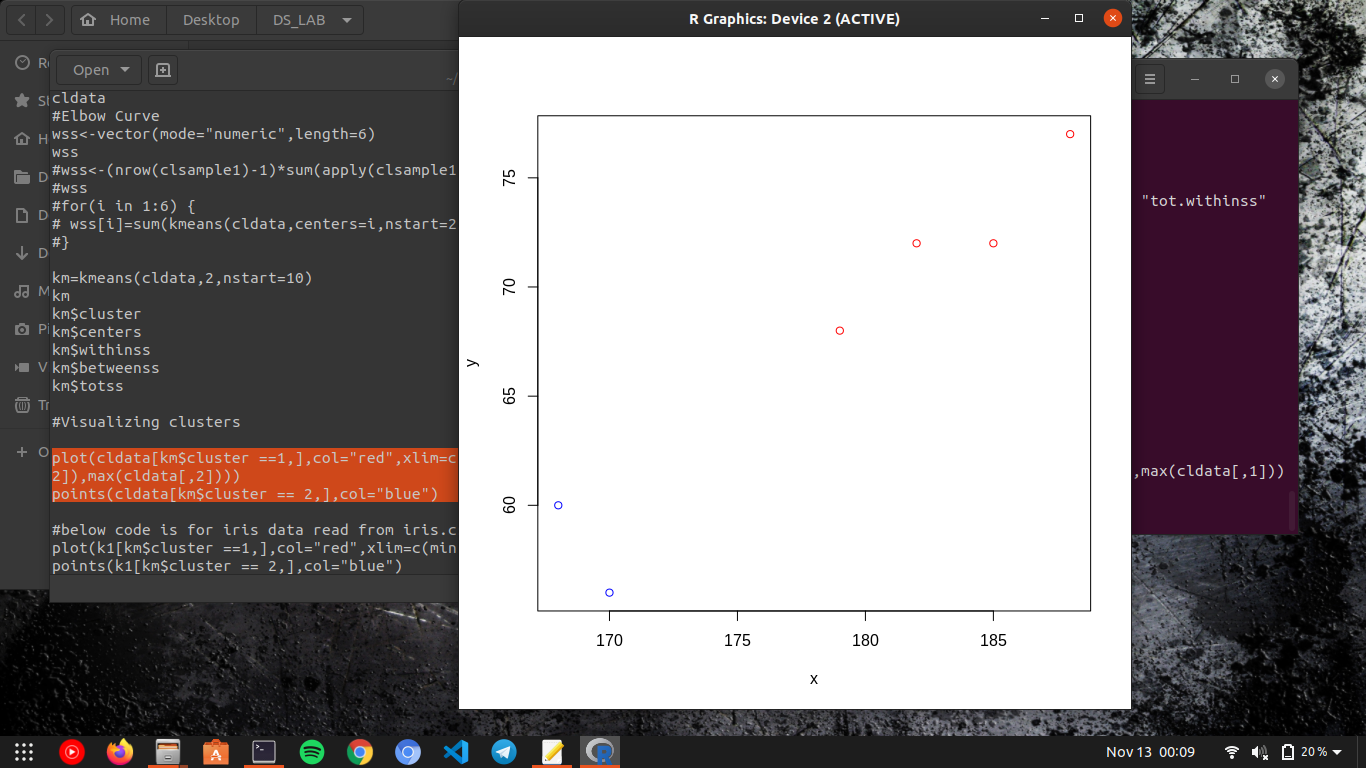 Home
Desktop
DS_LAB
R Graphics: Device 2 (ACTIVE)
Open
~/
cldata
#Elbow Curve
wss<-vector(mode="numeric",length=6)
wss
#wss<-(nrow(clsample1)-1)*sum(apply(clsample1
#wss
#for(i in 1:6) {
# wss[i]=sum(kmeans(cldata,centers=i,nstart=2
#}
km=kmeans(cldata,2,nstart=10)
km
km$cluster
km$centers
km$withinss
km$betweenss
km$totss
#Visualizing clusters
plot(cldata[km$cluster ==1,],col="red",xlim=c
2]),max(cldata[,2])))
points(cldata[km$cluster == 2,],col="blue")
#below code is for iris data read from iris.c
plot(k1[km$cluster ==1,],col="red",xlim=c(min
points(k1[km$cluster == 2,],col="blue")
75
70
65
60
y
170
175
180
185
x
"tot.withinss"
,max(cldata[,1]))
Nov 13 00:09
20 %